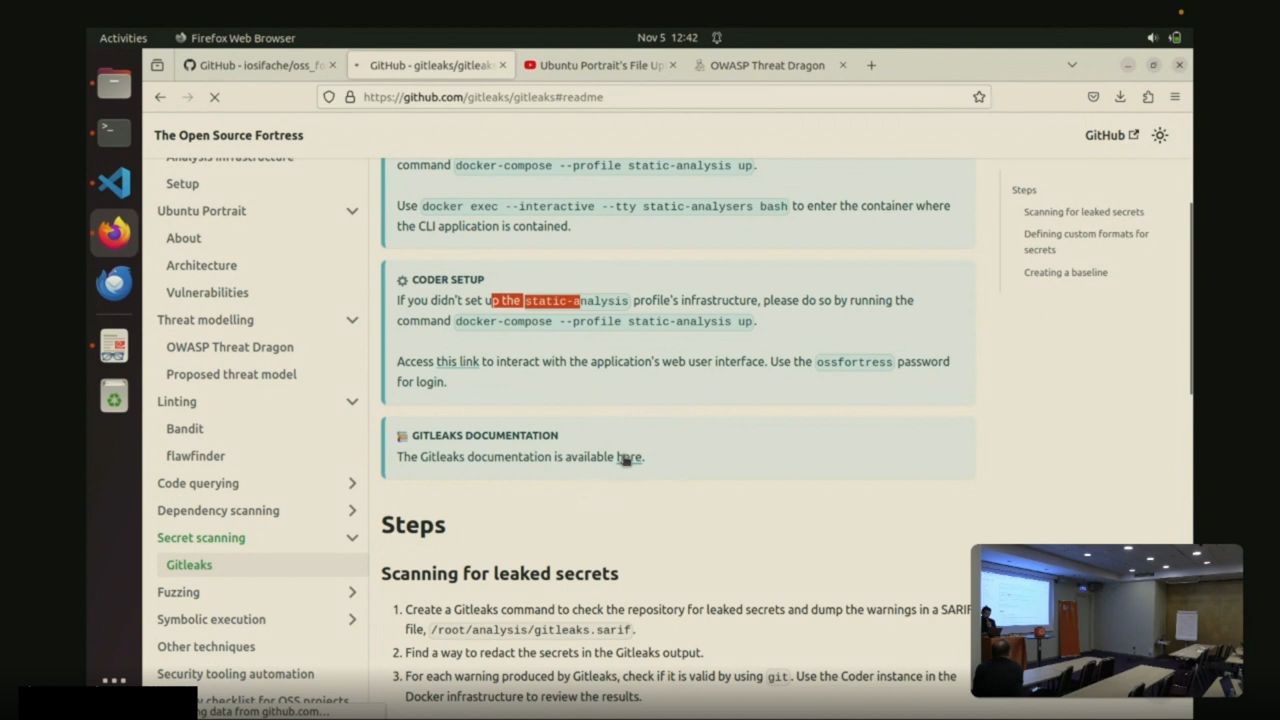 Activities
Firefox Web Browser
Nov 5 12:42
GitHub - iosifache/oss_fo
GitHub - gitleaks/gitleak
Ubuntu Portrait's File Up
OWASP Threat Dragon
https://github.com/gitleaks/gitleaks#readme
The Open Source Fortress
GitHub
Analysis infrastructure
Setup
Ubuntu Portrait
About
Architecture
Vulnerabilities
Threat modelling
OWASP Threat Dragon
Proposed threat model
Linting
Bandit
flawfinder
Code querying
Dependency scanning
Secret scanning
Gitleaks
Fuzzing
Symbolic execution
Other techniques
Security tooling automation
checklist for OSS projects
data from github.com...
command docker-compose --profile static-analysis up.
Use docker exec --interactive --tty static-analysers bash to enter the container where
the CLI application is contained.
CODER SETUP
If you didn't set up the static-analysis profile's infrastructure, please do so by running the
command docker-compose --profile static-analysis up.
Access this link to interact with the application's web user interface. Use the ossfortress password
for login.
GITLEAKS DOCUMENTATION
The Gitleaks documentation is available here.
Steps
Scanning for leaked secrets
1. Create a Gitleaks command to check the repository for leaked secrets and dump the warnings in a SARIF
file, /root/analysis/gitleaks.sarif.
2. Find a way to redact the secrets in the Gitleaks output.
3. For each warning produced by Gitleaks, check if it is valid by using git. Use the Coder instance in the
Docker infrastructure to review the results.
Steps
Scanning for leaked secrets
Defining custom formats for
secrets
Creating a baseline